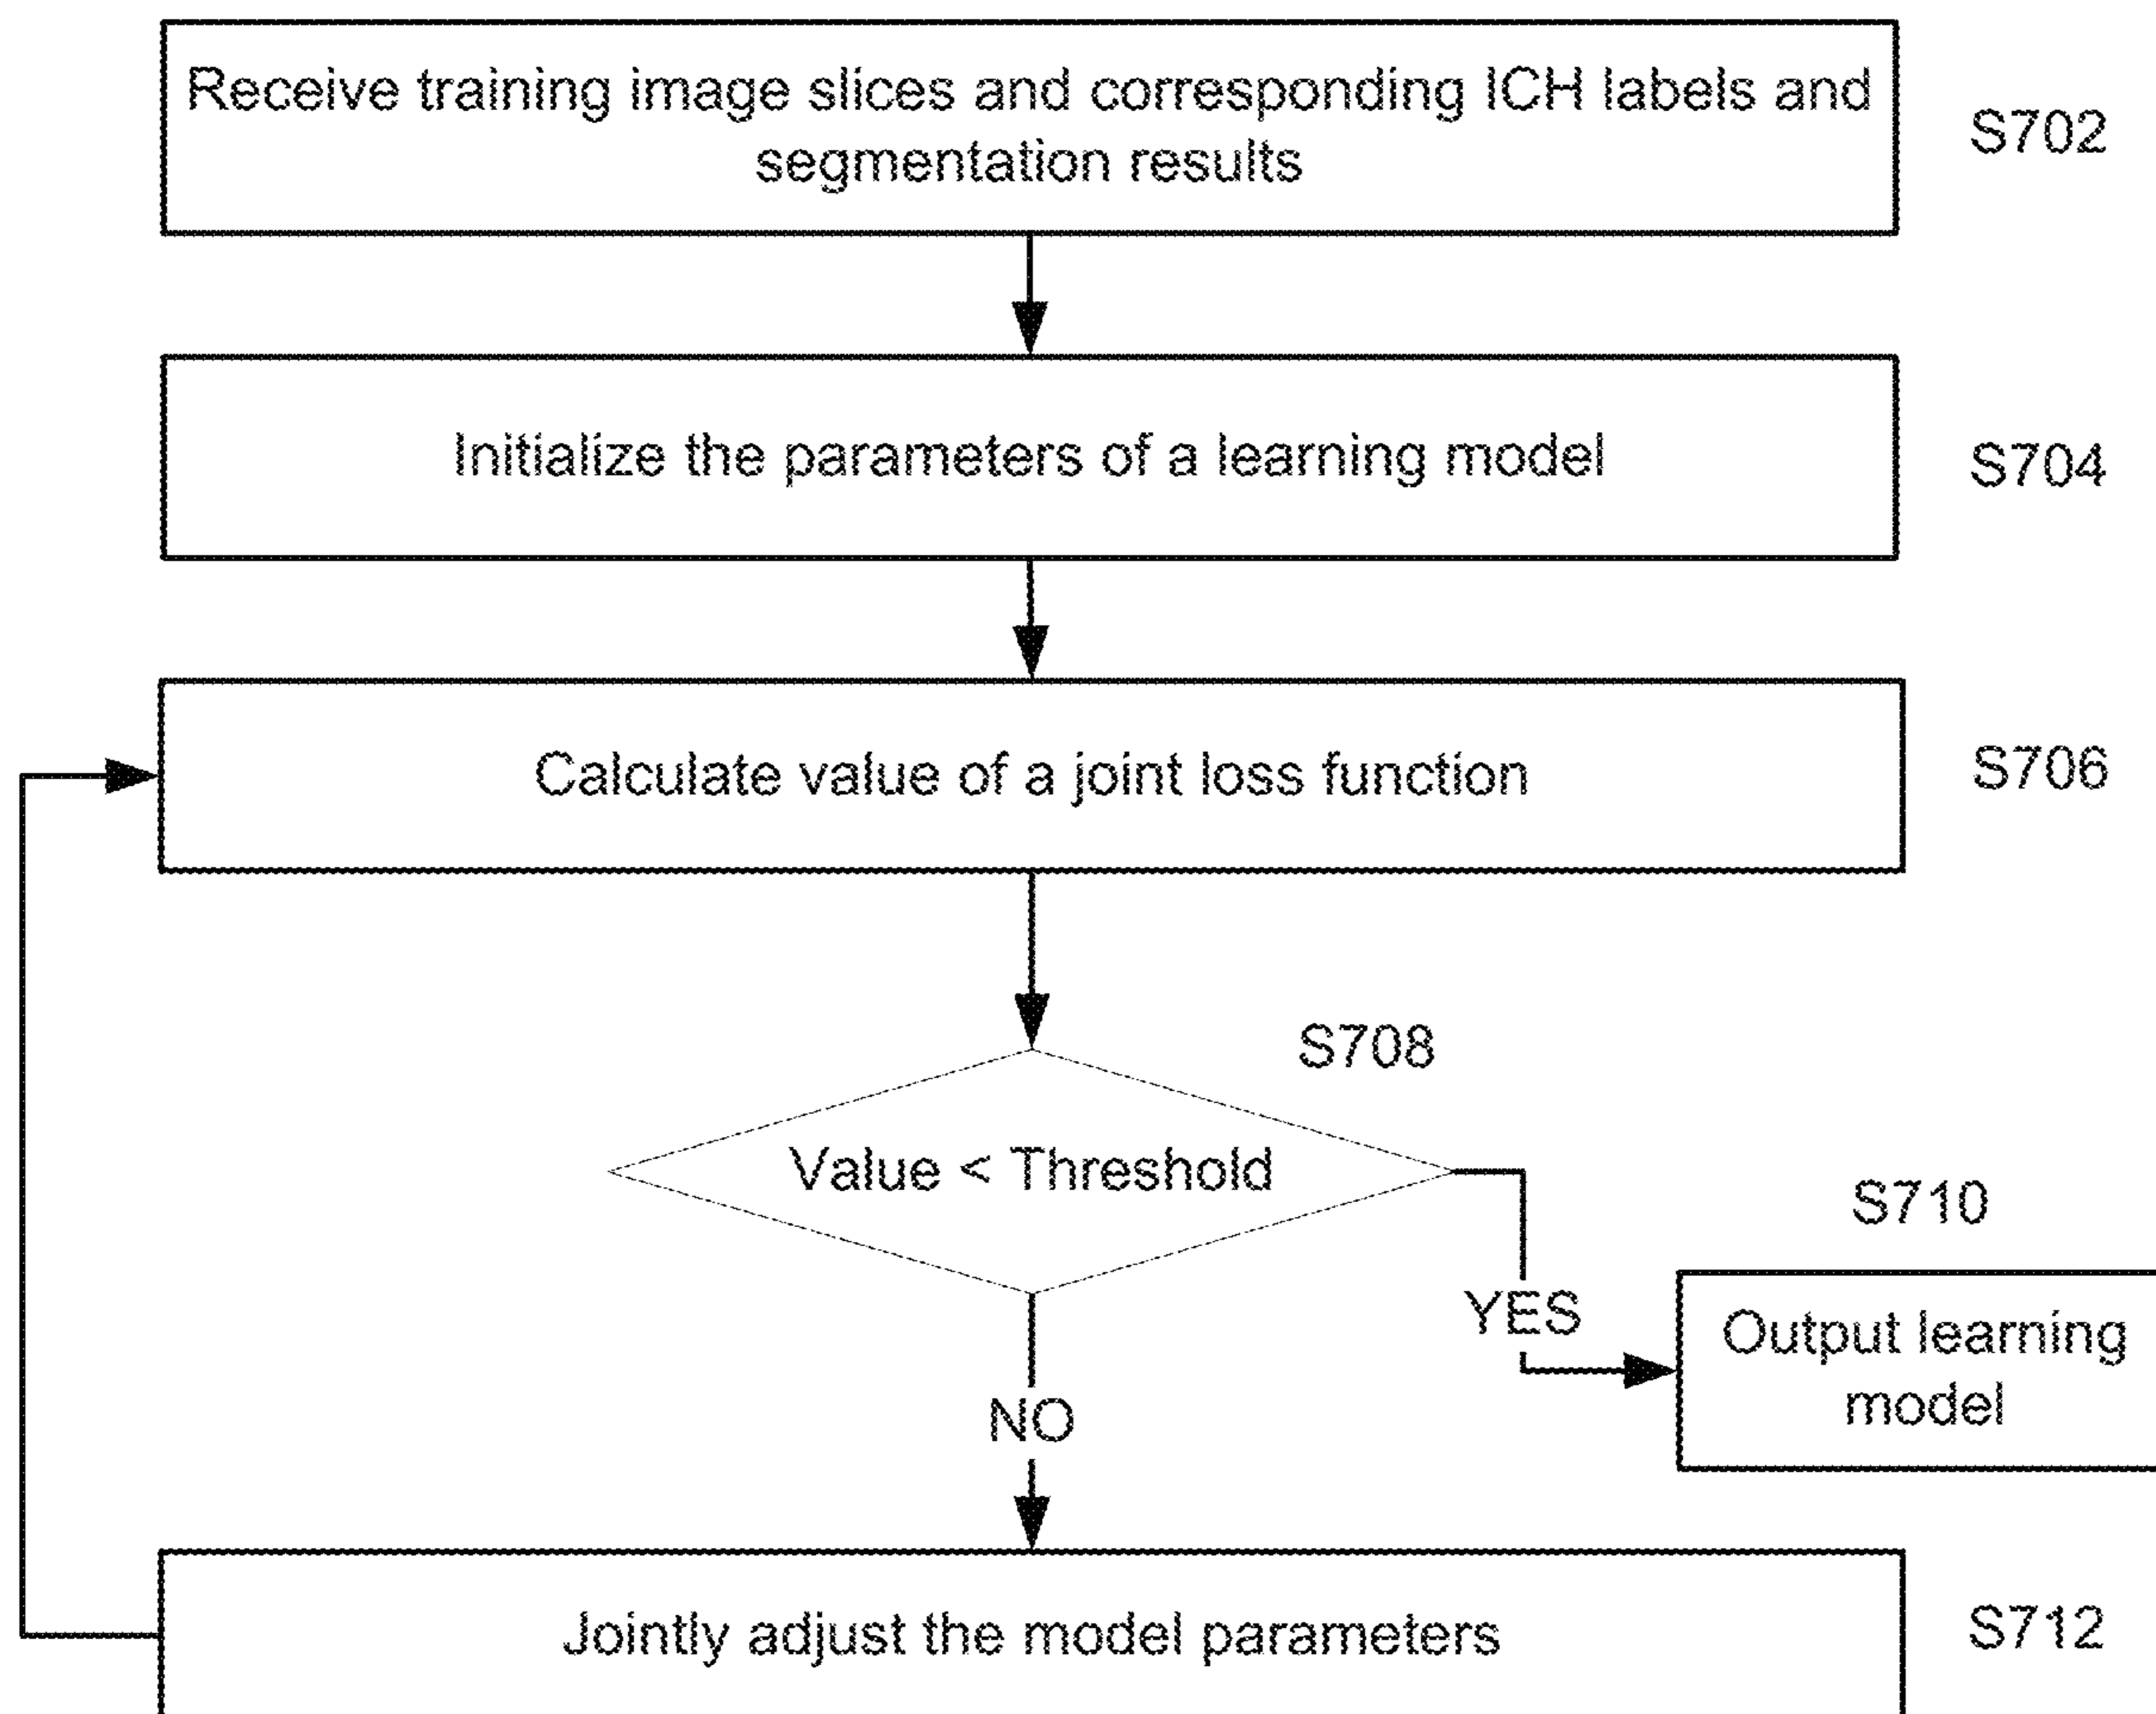 Receive training image slices and corresponding ICH labels and
segmentation results
S702
Initialize the parameters of a learning model
S704
Calculate value of a joint loss function
S706
S708
Value < Threshold
YES
S710
Output learning
model
NO
Jointly adjust the model parameters
S712